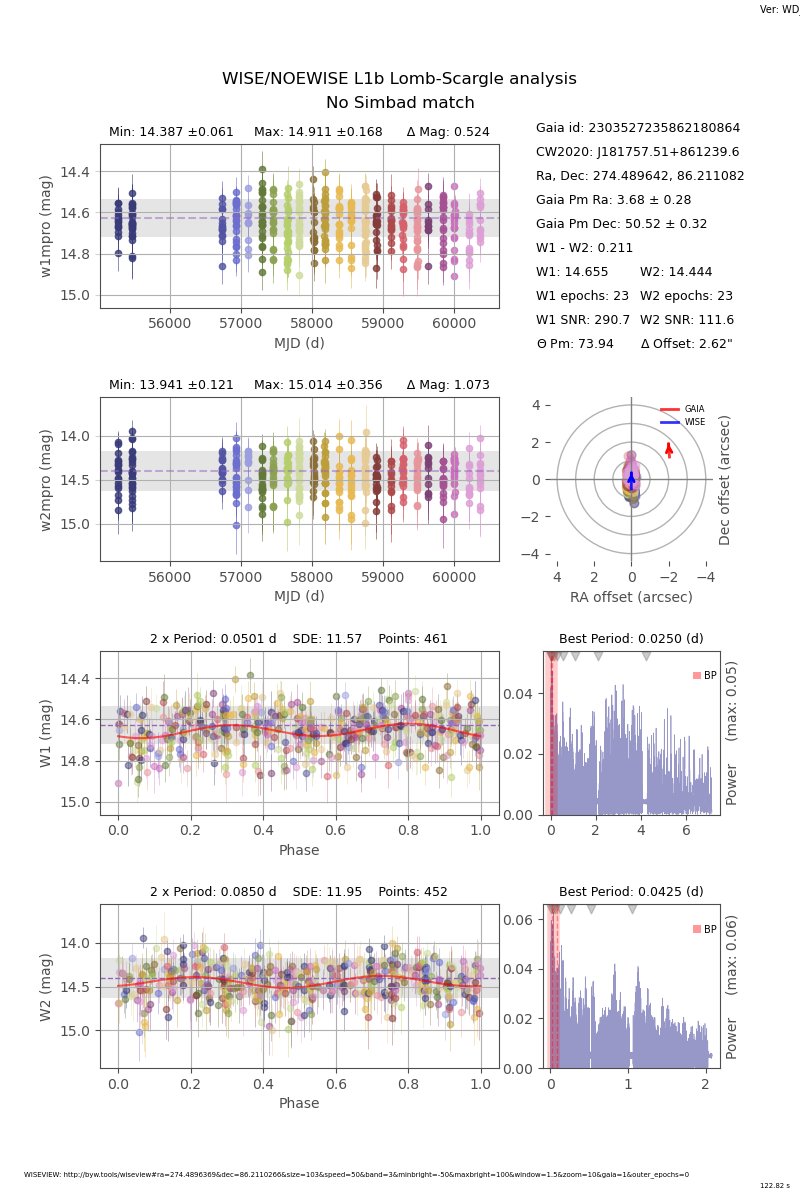 Ver: WD
WISE/NOEWISE L1b Lomb-Scargle analysis
No Simbad match
Min: 14.387 ±0.061 Max: 14.911 ±0.168 Δ Mag: 0.524
14.4
14.6
14.8
15.0
w1mpro (mag)
56000 57000 58000 59000 60000
MJD (d)
Gaia id: 2303527235862180864
CW2020: J181757.51+861239.6
Ra, Dec: 274.489642, 86.211082
Gaia Pm Ra: 3.68 ± 0.28
Gaia Pm Dec: 50.52 ± 0.32
W1 - W2: 0.211
W1: 14.655 W2: 14.444
W1 epochs: 23 W2 epochs: 23
W1 SNR: 290.7 W2 SNR: 111.6
Θ Pm: 73.94 Δ Offset: 2.62"
Min: 13.941 ±0.121 Max: 15.014 ±0.356 Δ Mag: 1.073
14.0
14.5
15.0
w2mpro (mag)
56000 57000 58000 59000 60000
MJD (d)
GAIA
WISE
4
2
0
−2
−4
Dec offset (arcsec)
4 2 0 −2 −4
RA offset (arcsec)
2 x Period: 0.0501 d SDE: 11.57 Points: 461
14.4
14.6
14.8
15.0
W1 (mag)
0.0 0.2 0.4 0.6 0.8 1.0
Phase
Best Period: 0.0250 (d)
BP
0.04
0.02
0.00
Power (max: 0.05)
0 2 4 6
2 x Period: 0.0850 d SDE: 11.95 Points: 452
14.0
14.5
15.0
W2 (mag)
0.0 0.2 0.4 0.6 0.8 1.0
Phase
Best Period: 0.0425 (d)
BP
0.06
0.04
0.02
0.00
Power (max: 0.06)
0 1 2
WISEVIEW: http://byw.tools/wiseview#ra=274.4896369&dec=86.2110266&size=103&speed=50&band=3&minbright=-50&maxbright=100&window=1.5&zoom=10&gaia=1&outer_epochs=0
122.82 s